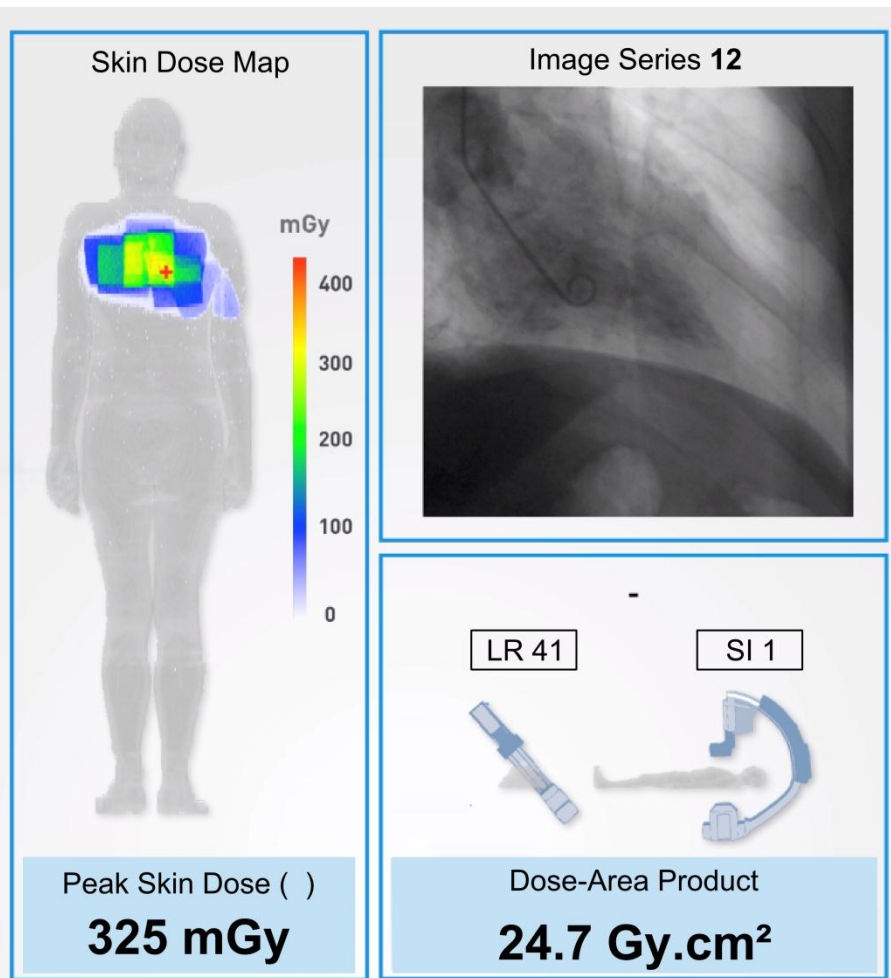 Skin Dose Map
mGy
400
300
200
100
0
Peak Skin Dose ( )
325 mGy
Image Series 12
-
LR 41
SI 1
Dose-Area Product
24.7 Gy.cm²